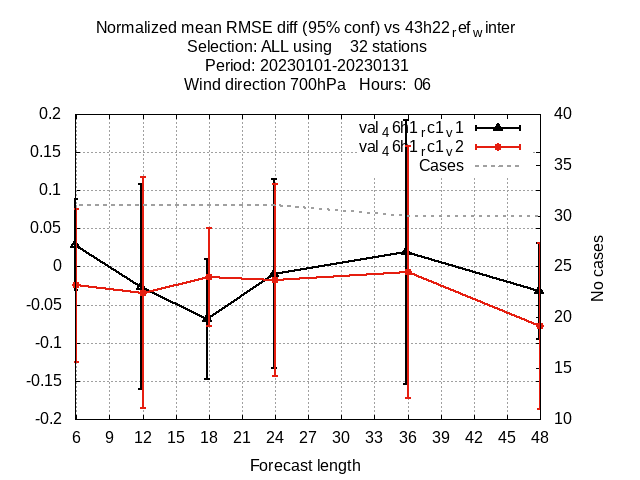 Normalized mean RMSE diff (95% conf) vs 43h22refwinter
Selection: ALL using    32 stations
Period: 20230101-20230131
Wind direction 700hPa   Hours:  06
0.2
0.15
0.1
0.05
0
-0.05
-0.1
-0.15
-0.2
val46h1rc1v1
val46h1rc1v2
Cases
40
35
30
25
20
15
10
No cases
6 9 12 15 18 21 24 27 30 33 36 39 42 45 48
Forecast length